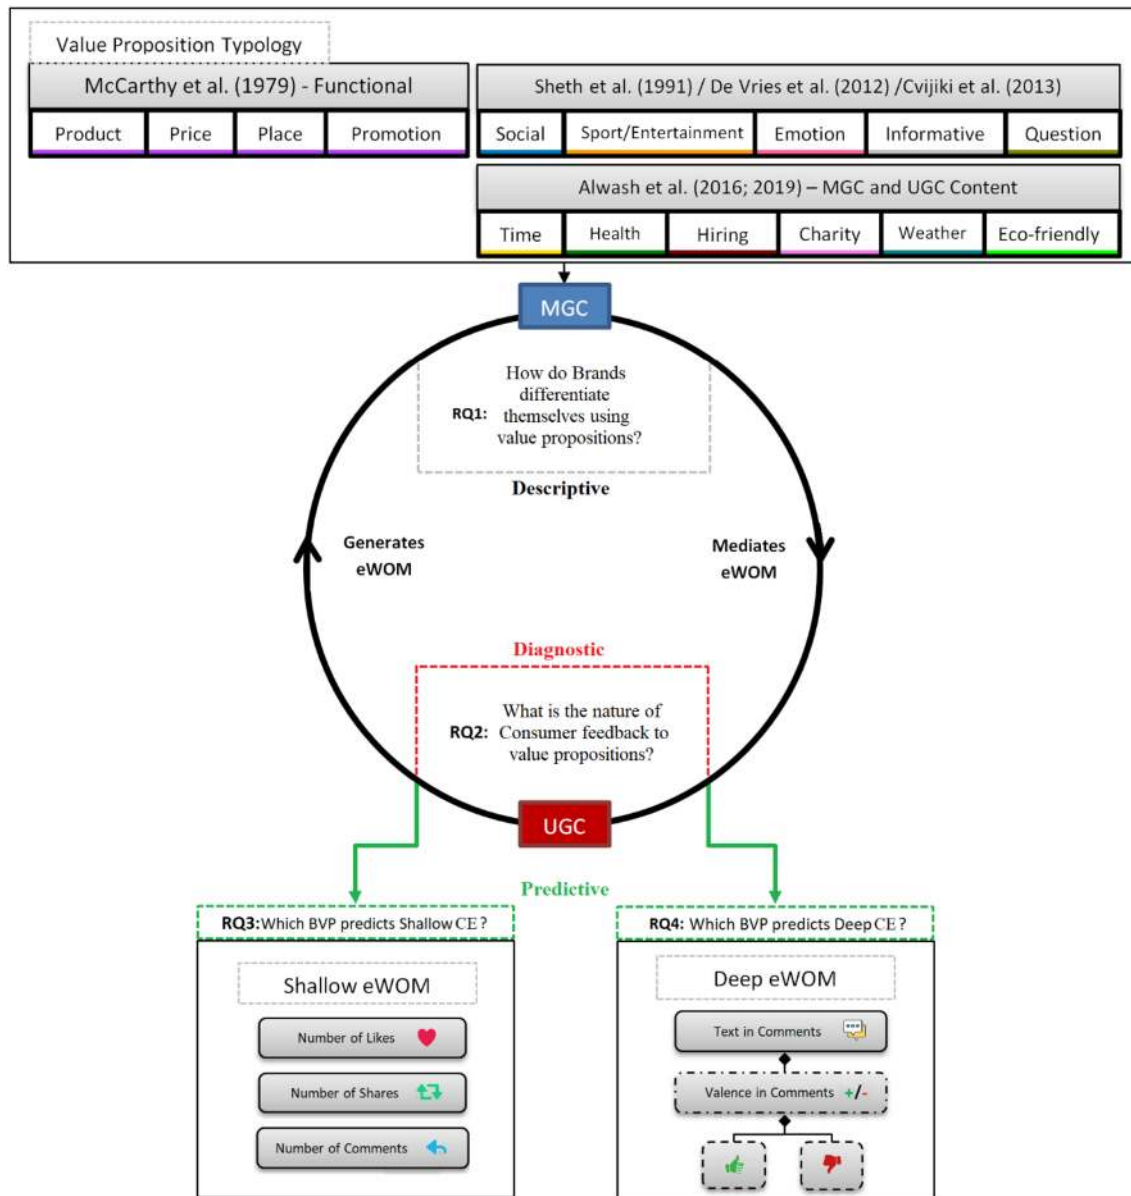 Value Proposition Typology
McCarthy et al. (1979) - Functional
Product Price Place Promotion
Sheth et al. (1991) / De Vries et al. (2012) /Cvijiki et al. (2013)
Social Sport/Entertainment Emotion Informative Question
Alwash et al. (2016; 2019) – MGC and UGC Content
Time Health Hiring Charity Weather Eco-friendly
MGC
RQ1:
How do Brands
differentiate
themselves using
value propositions?
Descriptive
Generates
eWOM
Mediates
eWOM
Diagnostic
RQ2:
What is the nature of
Consumer feedback to
value propositions?
UGC
Predictive
RQ3:Which BVP predicts Shallow CE?
Shallow eWOM
Number of Likes
Number of Shares
Number of Comments
RQ4: Which BVP predicts Deep CE?
Deep eWOM
Text in Comments
Valence in Comments +/-